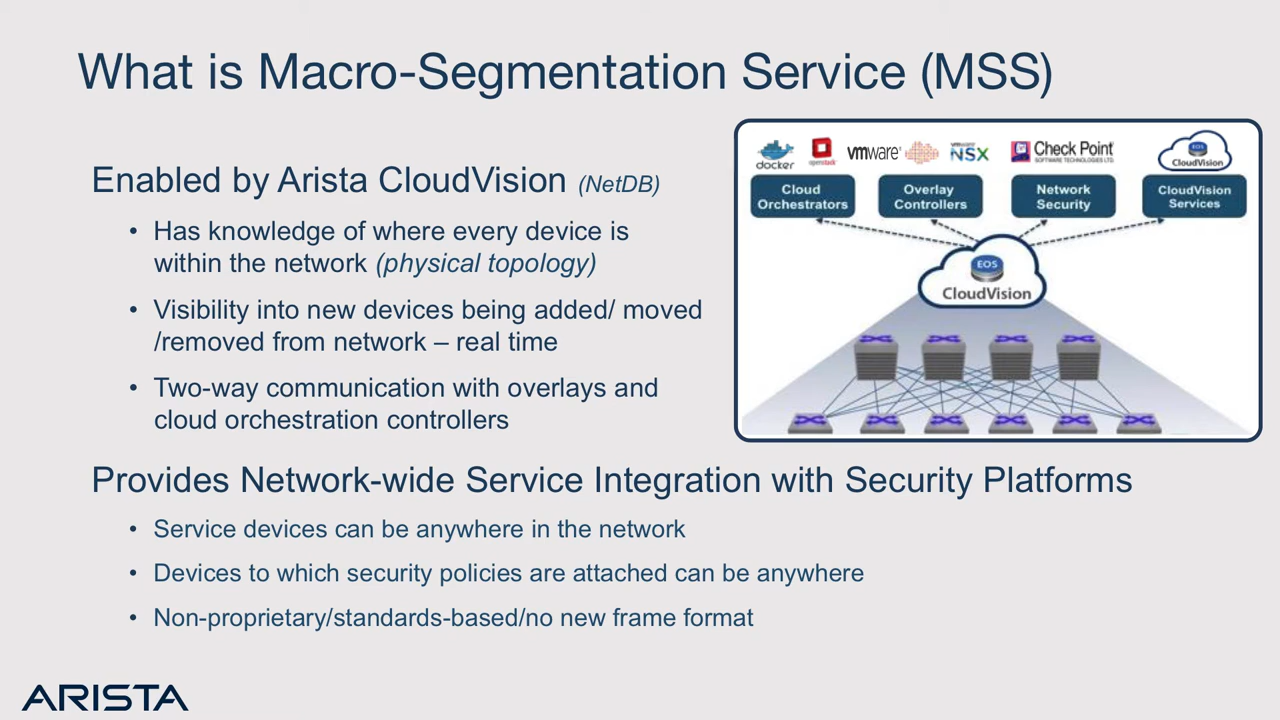 What is Macro-Segmentation Service (MSS)
Enabled by Arista CloudVision (NetDB)
• Has knowledge of where every device is
within the network (physical topology)
• Visibility into new devices being added/ moved
/removed from network – real time
• Two-way communication with overlays and
cloud orchestration controllers
docker
openstack
vmware®
vmware
NSX
Check Point
SOFTWARE TECHNOLOGIES LTD.
EOS
CloudVision
Cloud
Orchestrators
Overlay
Controllers
Network
Security
CloudVision
Services
EOS
CloudVision
Provides Network-wide Service Integration with Security Platforms
• Service devices can be anywhere in the network
• Devices to which security policies are attached can be anywhere
• Non-proprietary/standards-based/no new frame format
ARISTA